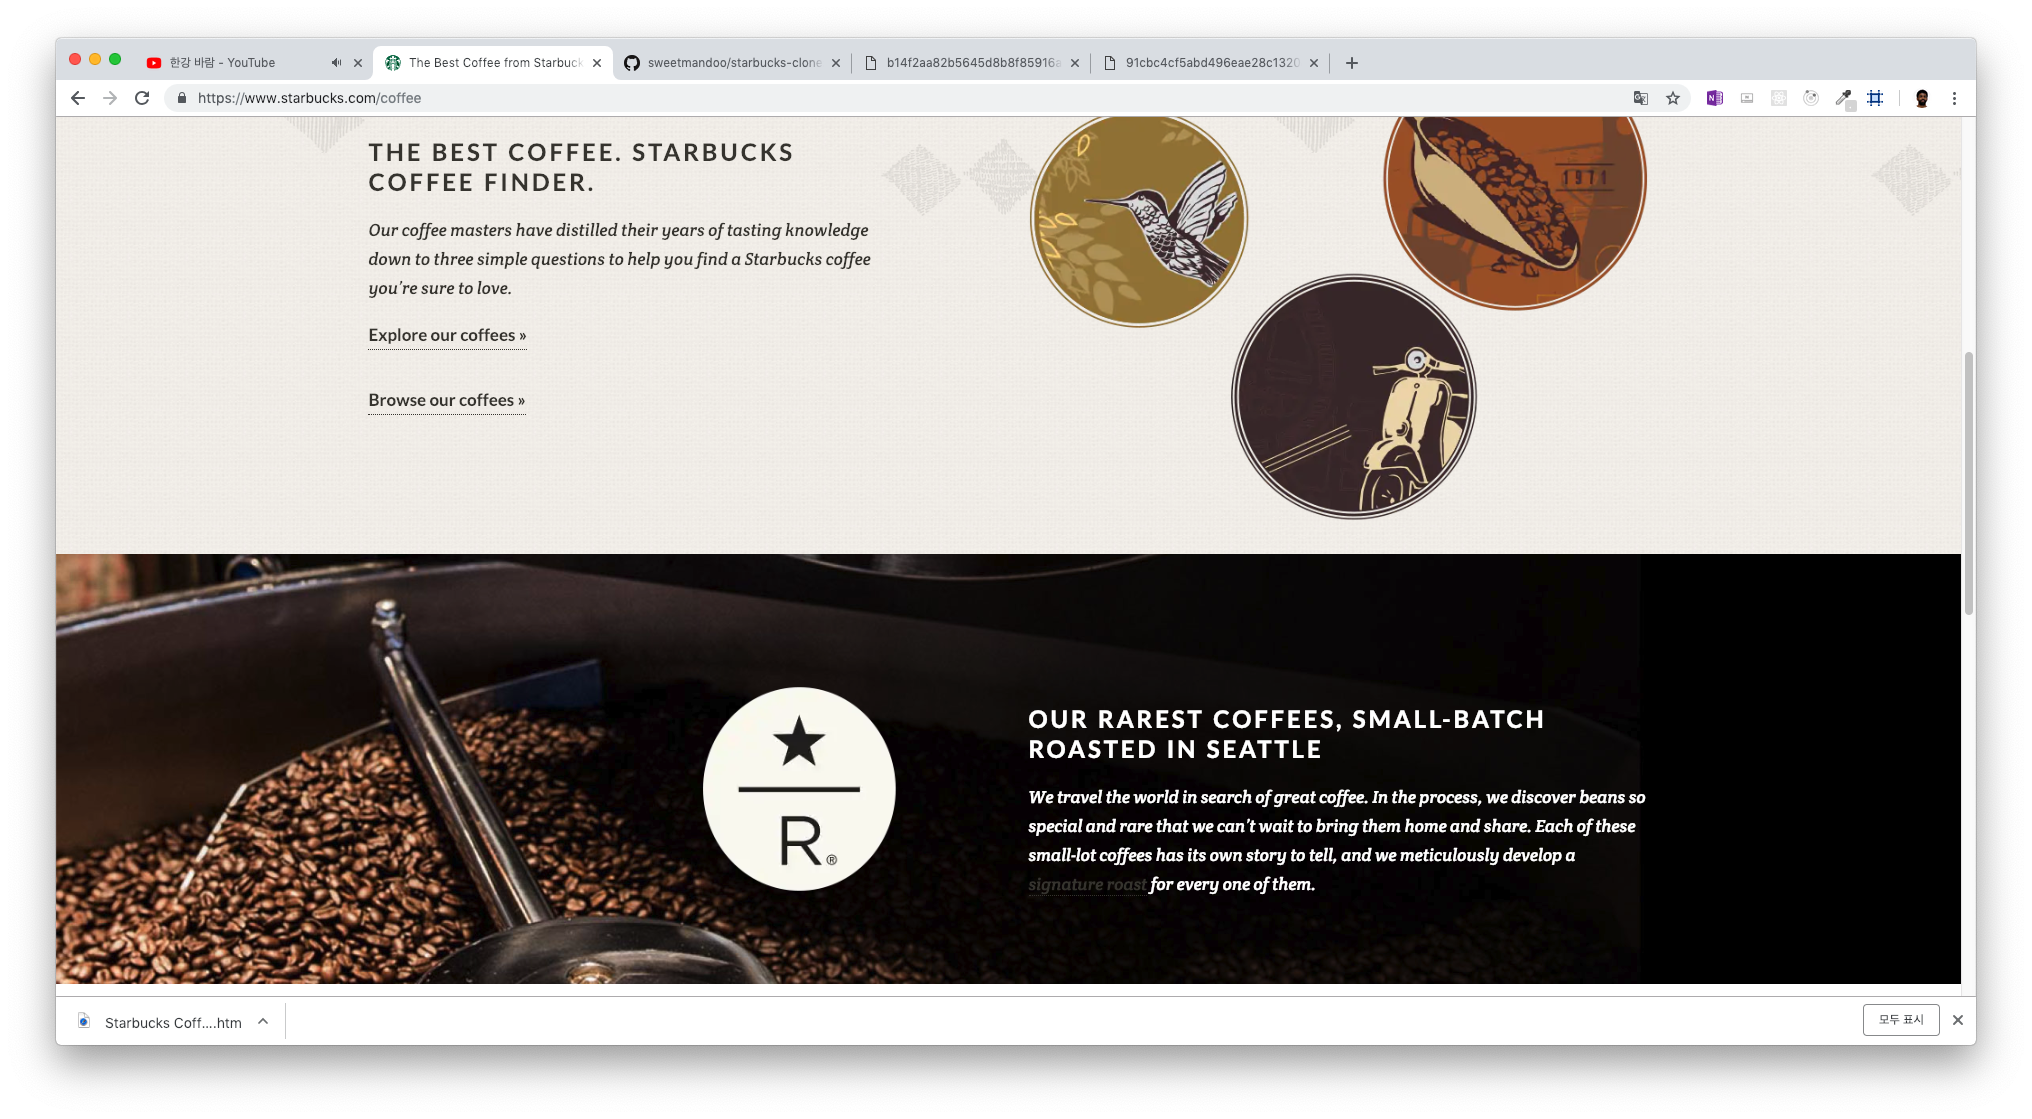 한강 바람 - YouTube
The Best Coffee from Starbuck
sweetmandoo/starbucks-clone
b14f2aa82b5645d8b8f85916a
91cbc4cf5abd496eae28c1320
https://www.starbucks.com/coffee
THE BEST COFFEE. STARBUCKS
COFFEE FINDER.
Our coffee masters have distilled their years of tasting knowledge
down to three simple questions to help you find a Starbucks coffee
you're sure to love.
Explore our coffees »
Browse our coffees »
1971
OUR RAREST COFFEES, SMALL-BATCH
ROASTED IN SEATTLE
We travel the world in search of great coffee. In the process, we discover beans so
special and rare that we can't wait to bring them home and share. Each of these
small-lot coffees has its own story to tell, and we meticulously develop a
signature roast for every one of them.
R®
Starbucks Coff....htm
모두 표시